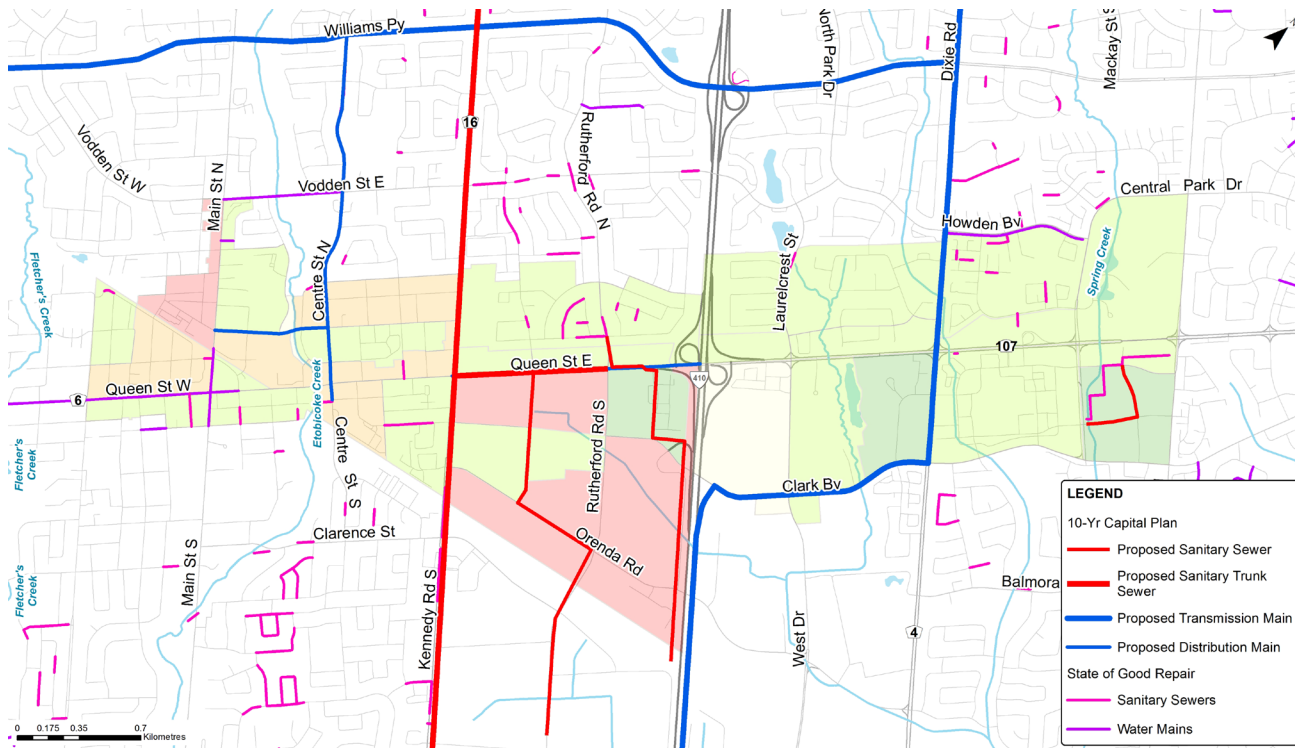 Williams Py
North Park Dr
Dixie Rd
Mackay St S
16
Vodden St W
Main St N
Vodden St E
Rutherford Rd N
Central Park Dr
Howden Bv
Fletcher's Creek
Centre St N
Laurelcrest St
Spring Creek
107
Queen St E
410
Queen St W
6
Etobicoke Creek
Centre St S
Rutherford Rd S
Fletcher's
Creek
Clark Bv
Clarence St
Orenda Rd
Main St S
Fletcher's
Creek
Kennedy Rd S
West Dr
4
Balmora
LEGEND
10-Yr Capital Plan
Proposed Sanitary Sewer
Proposed Sanitary Trunk
Sewer
Proposed Transmission Main
Proposed Distribution Main
State of Good Repair
Sanitary Sewers
Water Mains
0 0.175 0.35 0.7
Kilometres